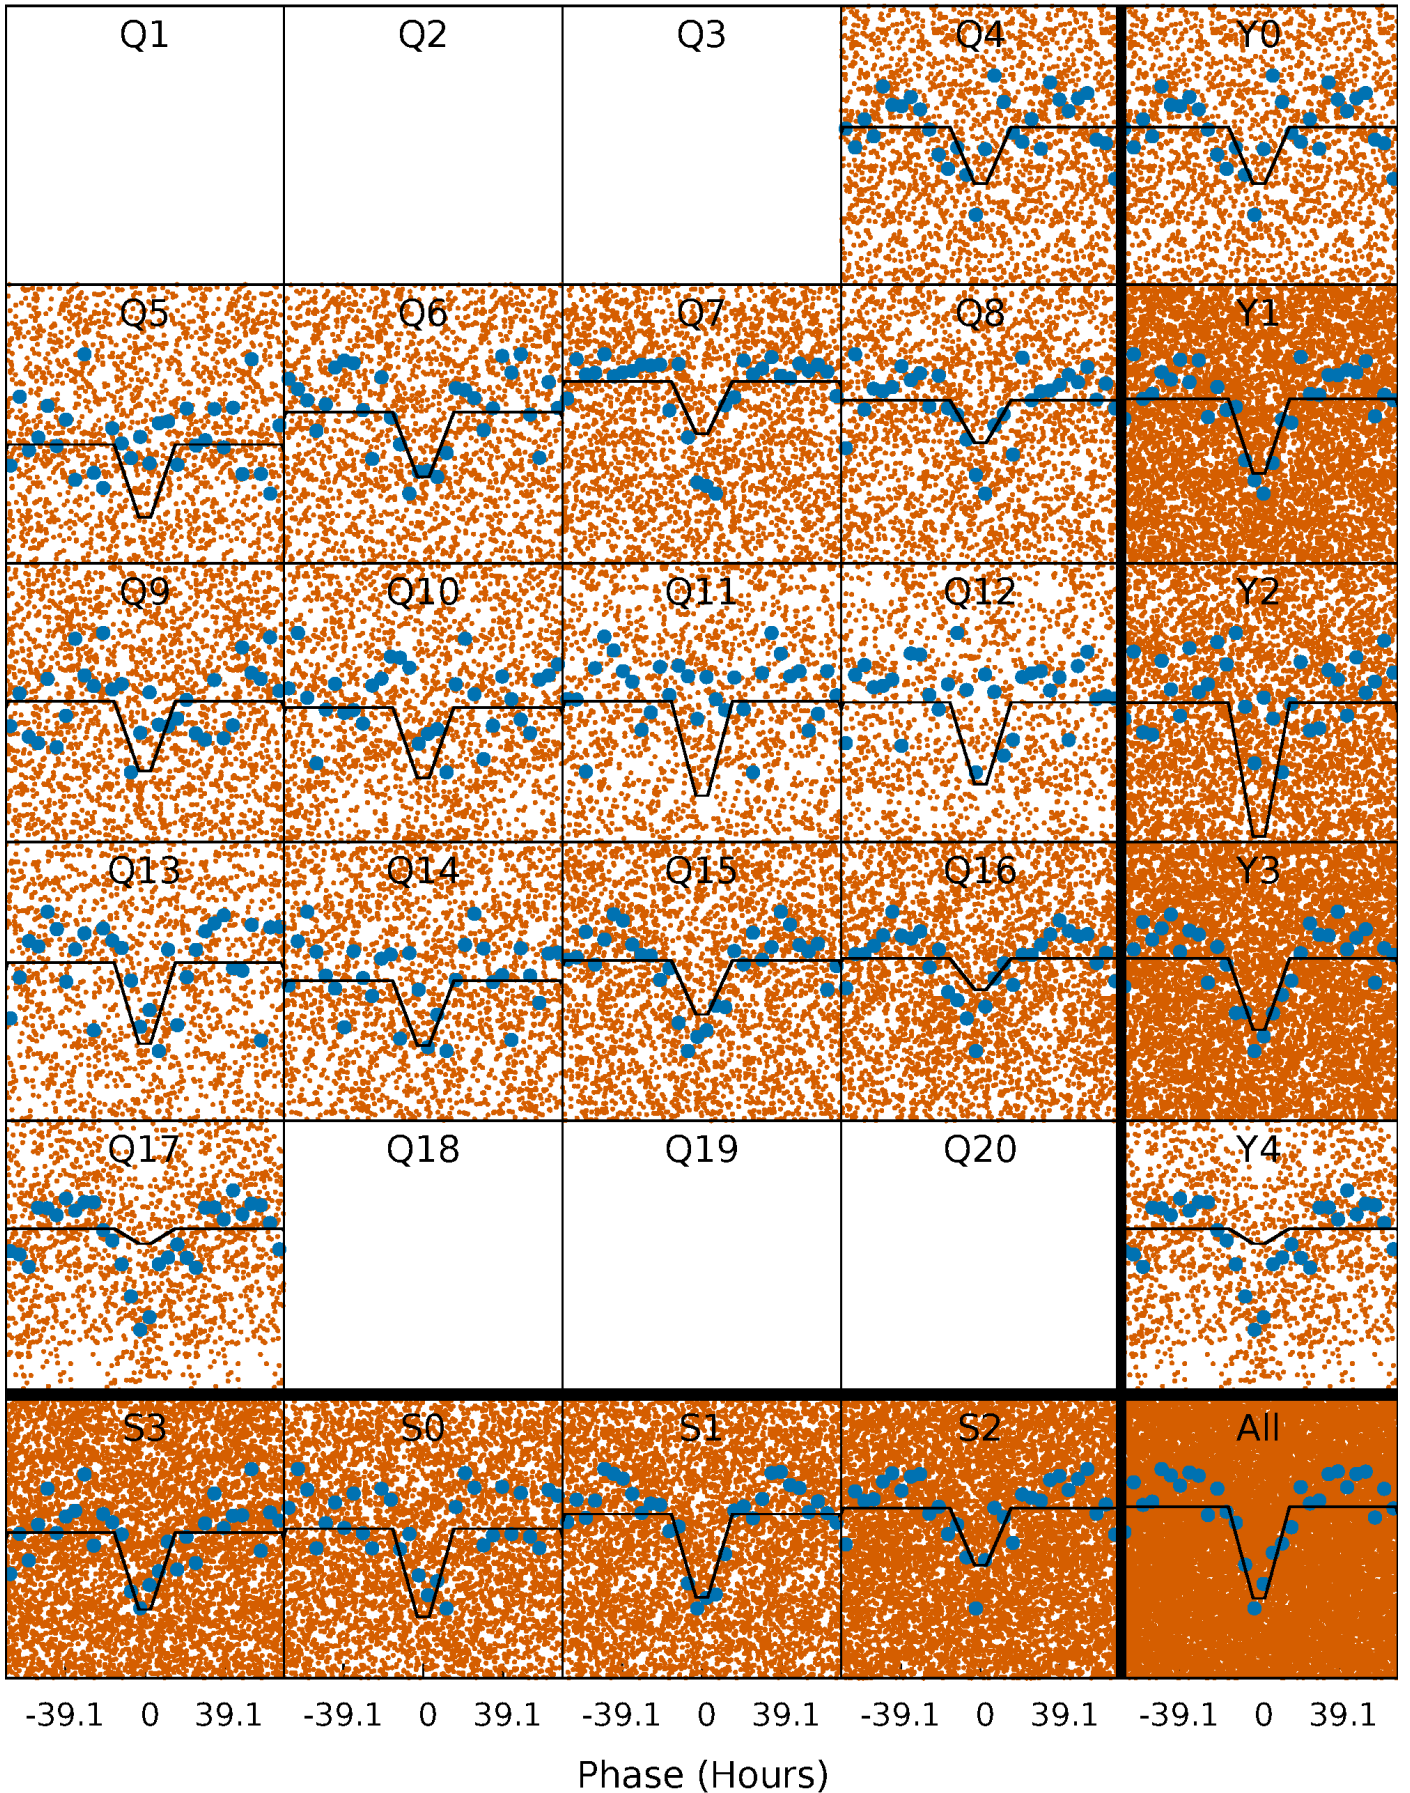 Q1 Q2 Q3 Q4 Y0
Q5 Q6 Q7 Q8 Y1
Q9 Q10 Q11 Q12 Y2
Q13 Q14 Q15 Q16 Y3
Q17 Q18 Q19 Q20 Y4
S3 S0 S1 S2 All
-39.1 0 39.1 -39.1 0 39.1 -39.1 0 39.1 -39.1 0 39.1 -39.1 0 39.1
Phase (Hours)